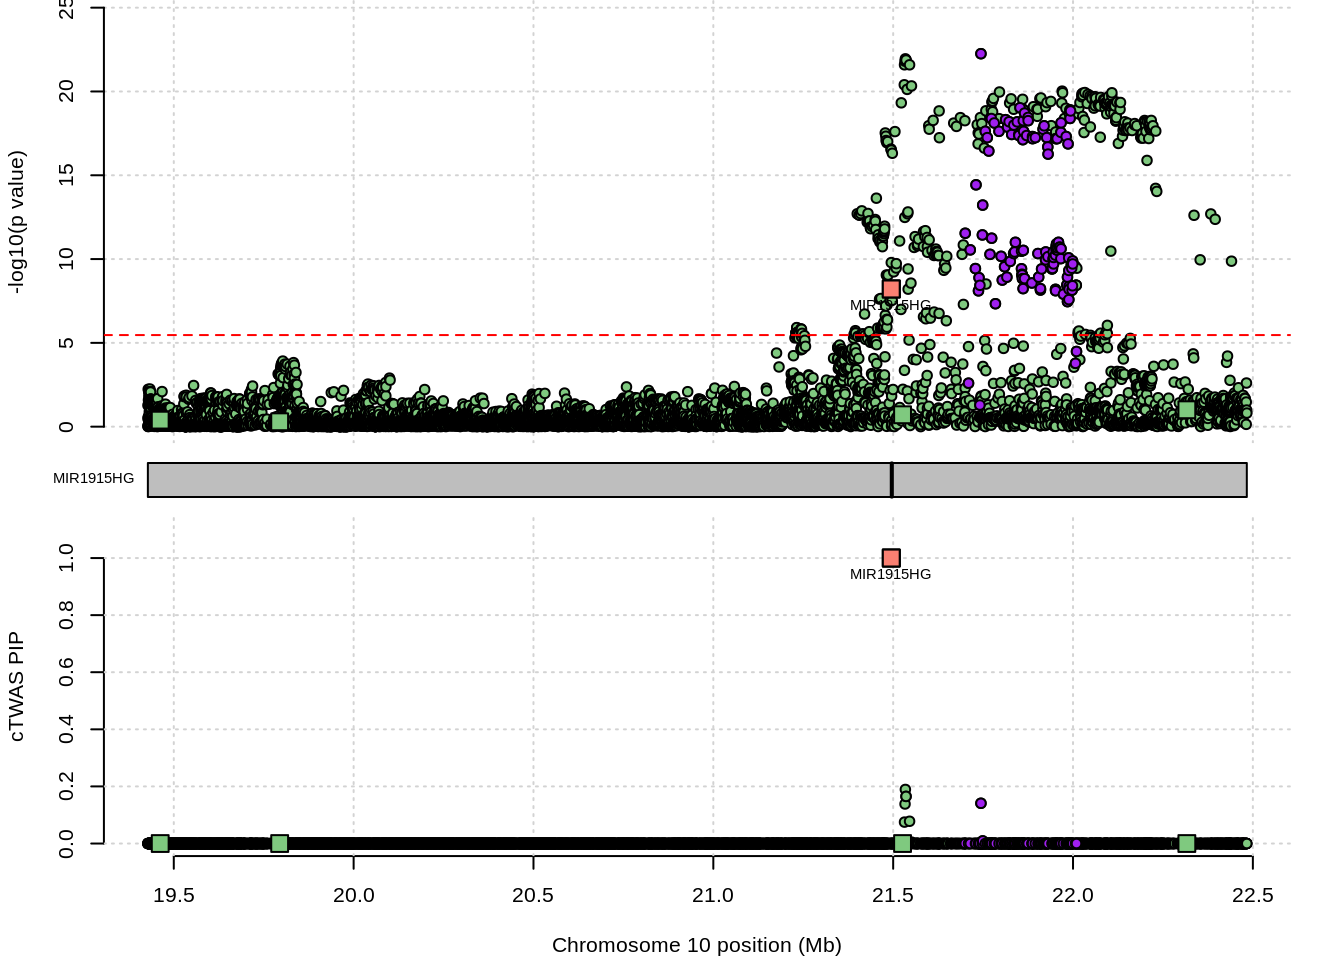 -log10(p value)
25
20
15
10
5
0
MIR1915HG
MIR1915HG
cTWAS PIP
1.0
0.8
0.6
0.4
0.2
0.0
MIR1915HG
19.5 20.0 20.5 21.0 21.5 22.0 22.5
Chromosome 10 position (Mb)